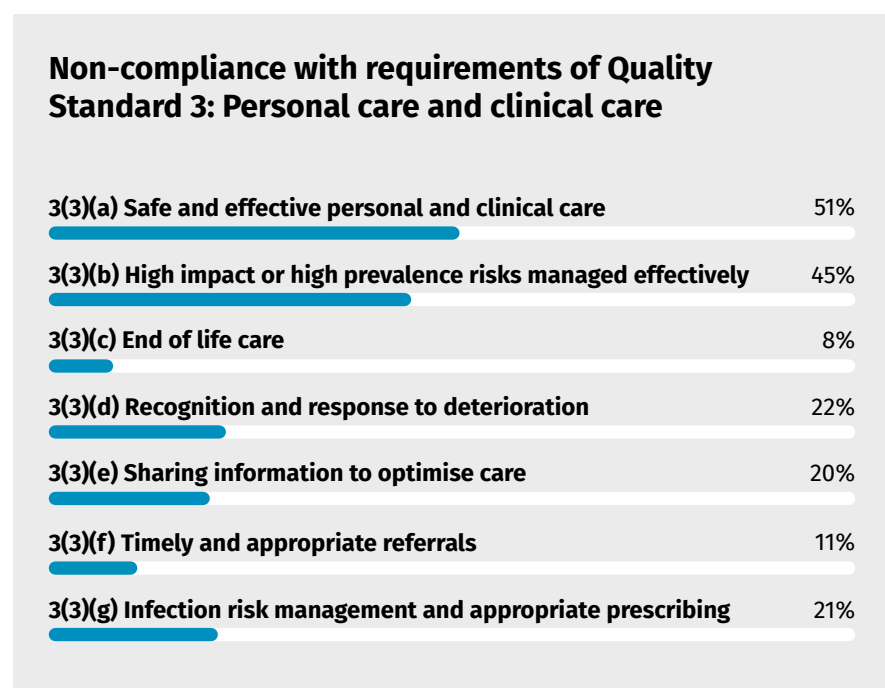 Non-compliance with requirements of Quality
Standard 3: Personal care and clinical care
3(3)(a) Safe and effective personal and clinical care 51%
3(3)(b) High impact or high prevalence risks managed effectively 45%
3(3)(c) End of life care 8%
3(3)(d) Recognition and response to deterioration 22%
3(3)(e) Sharing information to optimise care 20%
3(3)(f) Timely and appropriate referrals 11%
3(3)(g) Infection risk management and appropriate prescribing 21%